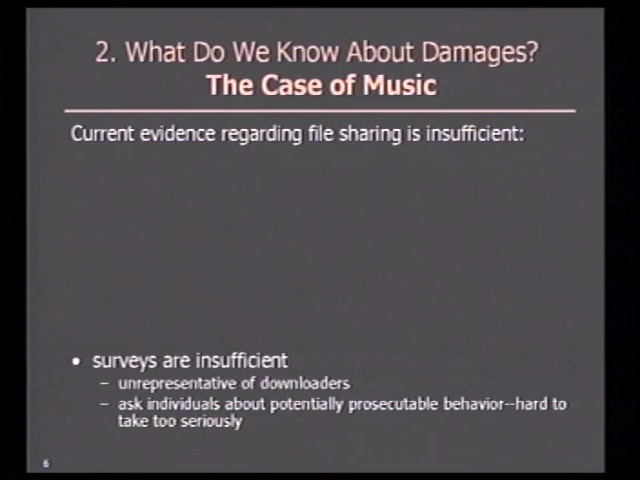 2. What Do We Know About Damages?
The Case of Music
Current evidence regarding file sharing is insufficient:
• surveys are insufficient
– unrepresentative of downloaders
– ask individuals about potentially prosecutable behavior--hard to
take too seriously
6